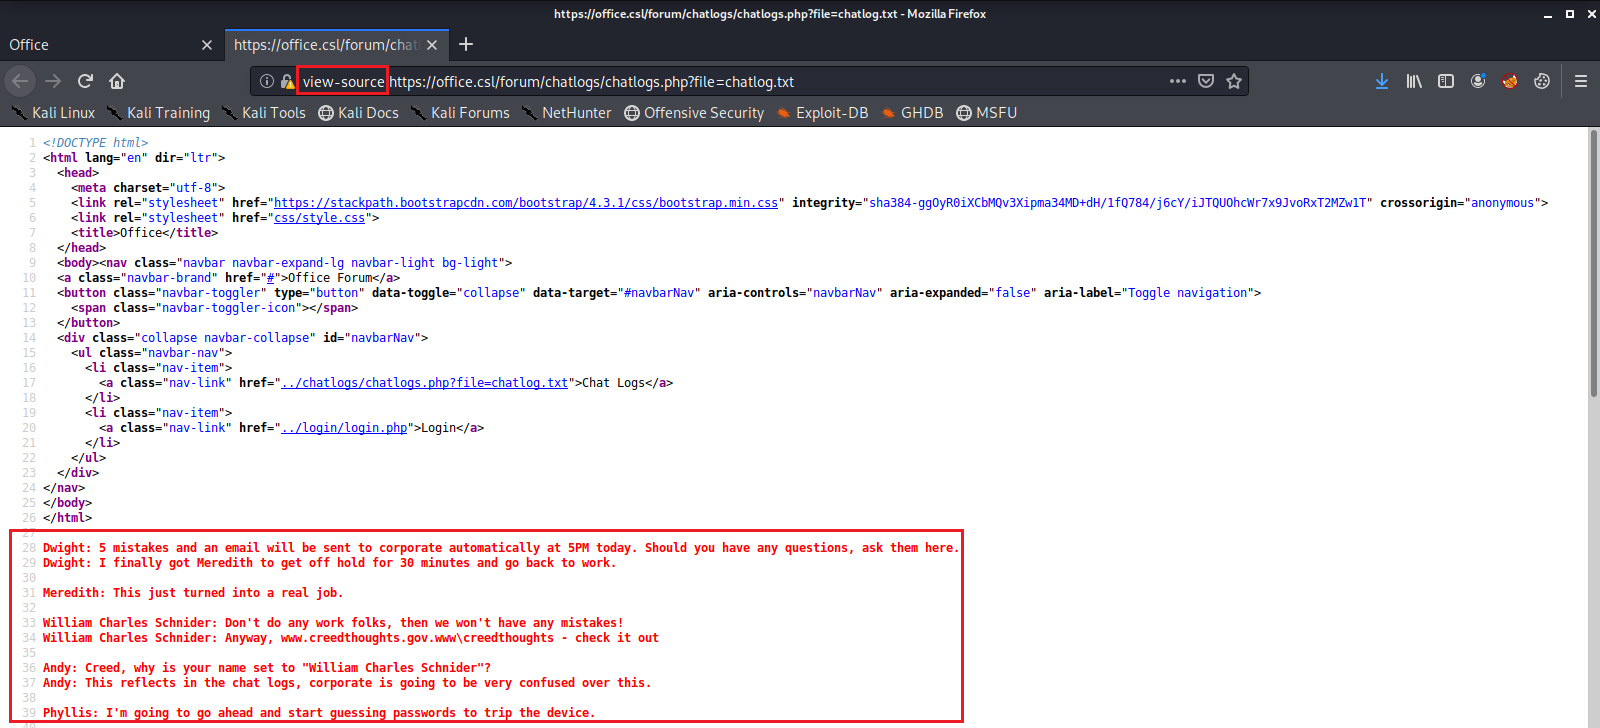 https://office.csl/forum/chatlogs/chatlogs.php?file=chatlog.txt - Mozilla Firefox
Office
https://office.csl/forum/chat
view-source:https://office.csl/forum/chatlogs/chatlogs.php?file=chatlog.txt
Kali Linux Kali Training Kali Tools Kali Docs Kali Forums NetHunter Offensive Security Exploit-DB GHDB MSFU
1 <!DOCTYPE html>
2 <html lang="en" dir="ltr">
3 <head>
4 <meta charset="utf-8">
5 <link rel="stylesheet" href="https://stackpath.bootstrapcdn.com/bootstrap/4.3.1/css/bootstrap.min.css" integrity="sha384-ggOyR0iXCbMQv3Xipma34MD+dH/1fQ784/j6cY/iJTQUOhcWr7x9JvoRxT2MZw1T" crossorigin="anonymous">
6 <link rel="stylesheet" href="css/style.css">
7 <title>Office</title>
8 </head>
9 <body><nav class="navbar navbar-expand-lg navbar-light bg-light">
10 <a class="navbar-brand" href="#">Office Forum</a>
11 <button class="navbar-toggler" type="button" data-toggle="collapse" data-target="#navbarNav" aria-controls="navbarNav" aria-expanded="false" aria-label="Toggle navigation">
12 <span class="navbar-toggler-icon"></span>
13 </button>
14 <div class="collapse navbar-collapse" id="navbarNav">
15 <ul class="navbar-nav">
16 <li class="nav-item">
17 <a class="nav-link" href="../chatlogs/chatlogs.php?file=chatlog.txt">Chat Logs</a>
18 </li>
19 <li class="nav-item">
20 <a class="nav-link" href="../login/login.php">Login</a>
21 </li>
22 </ul>
23 </div>
24 </nav>
25 </body>
26 </html>
27
28 Dwight: 5 mistakes and an email will be sent to corporate automatically at 5PM today. Should you have any questions, ask them here.
29 Dwight: I finally got Meredith to get off hold for 30 minutes and go back to work.
30
31 Meredith: This just turned into a real job.
32
33 William Charles Schnider: Don't do any work folks, then we won't have any mistakes!
34 William Charles Schnider: Anyway, www.creedthoughts.gov.www\creedthoughts - check it out
35
36 Andy: Creed, why is your name set to "William Charles Schnider"?
37 Andy: This reflects in the chat logs, corporate is going to be very confused over this.
38
39 Phyllis: I'm going to go ahead and start guessing passwords to trip the device.
40